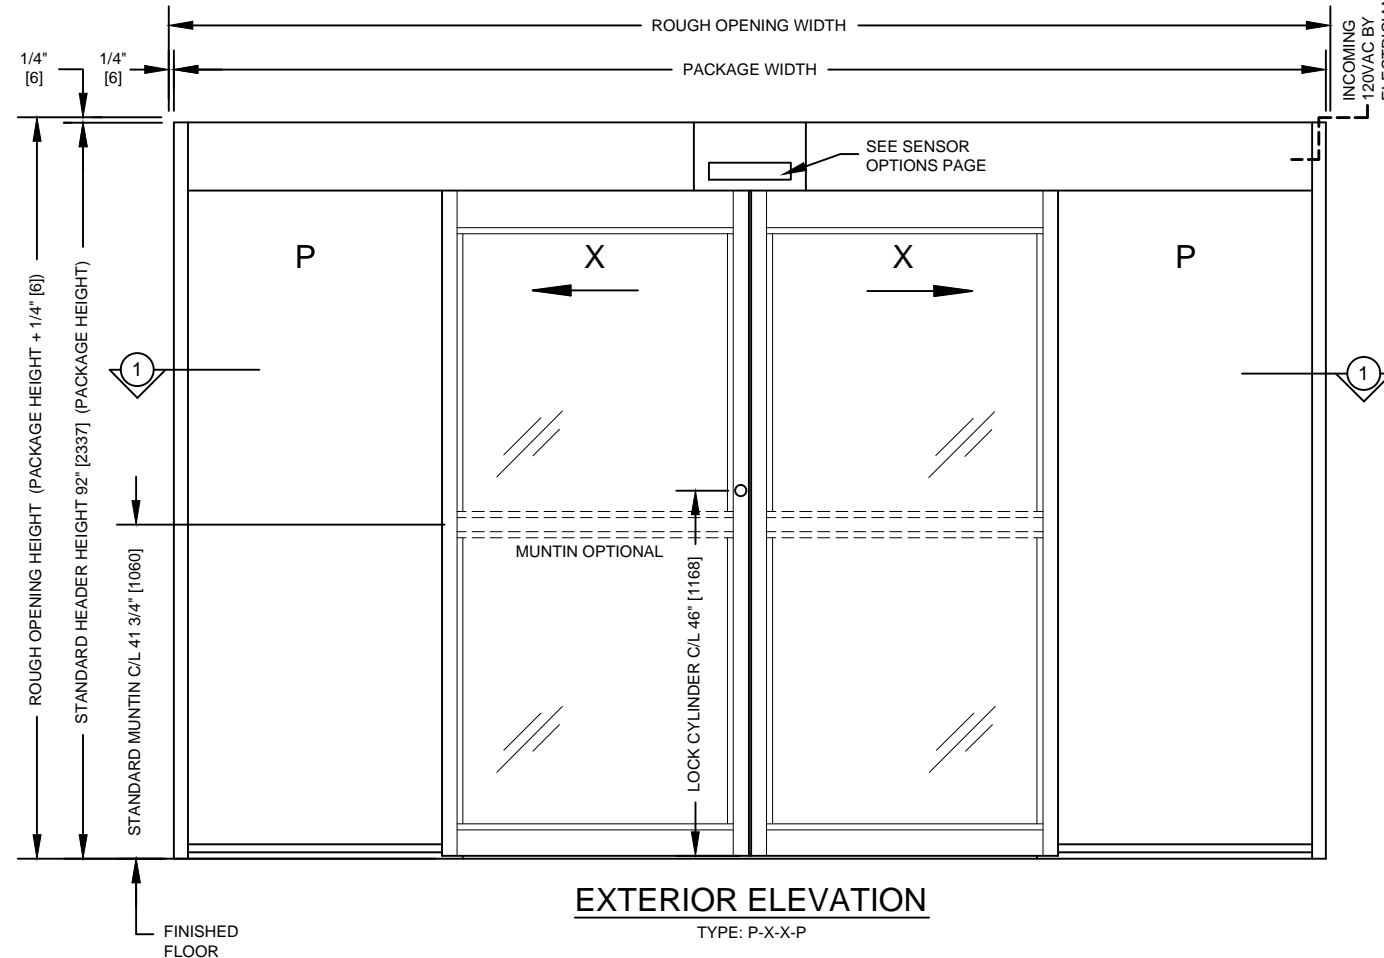 ROUGH OPENING WIDTH
PACKAGE WIDTH
1/4"
[6]
1/4"
[6]
INCOMING
120VAC BY
SEE SENSOR
OPTIONS PAGE
P
X
X
P
1
1
ROUGH OPENING HEIGHT (PACKAGE HEIGHT + 1/4" [6])
STANDARD HEADER HEIGHT 92" [2337] (PACKAGE HEIGHT)
STANDARD MUNTIN C/L 41 3/4" [1060]
MUNTIN OPTIONAL
LOCK CYLINDER C/L 46" [1168]
FINISHED
FLOOR
EXTERIOR ELEVATION
TYPE: P-X-X-P